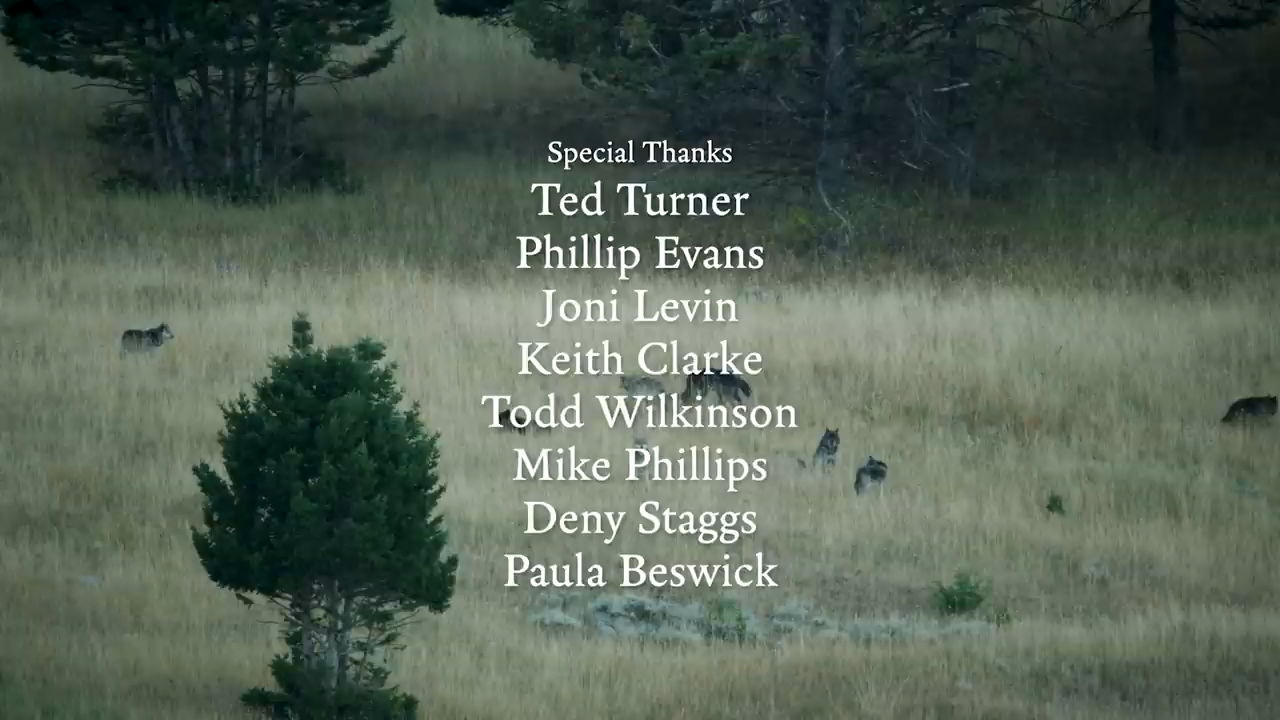 Special Thanks
Ted Turner
Phillip Evans
Joni Levin
Keith Clarke
Todd Wilkinson
Mike Phillips
Deny Staggs
Paula Beswick